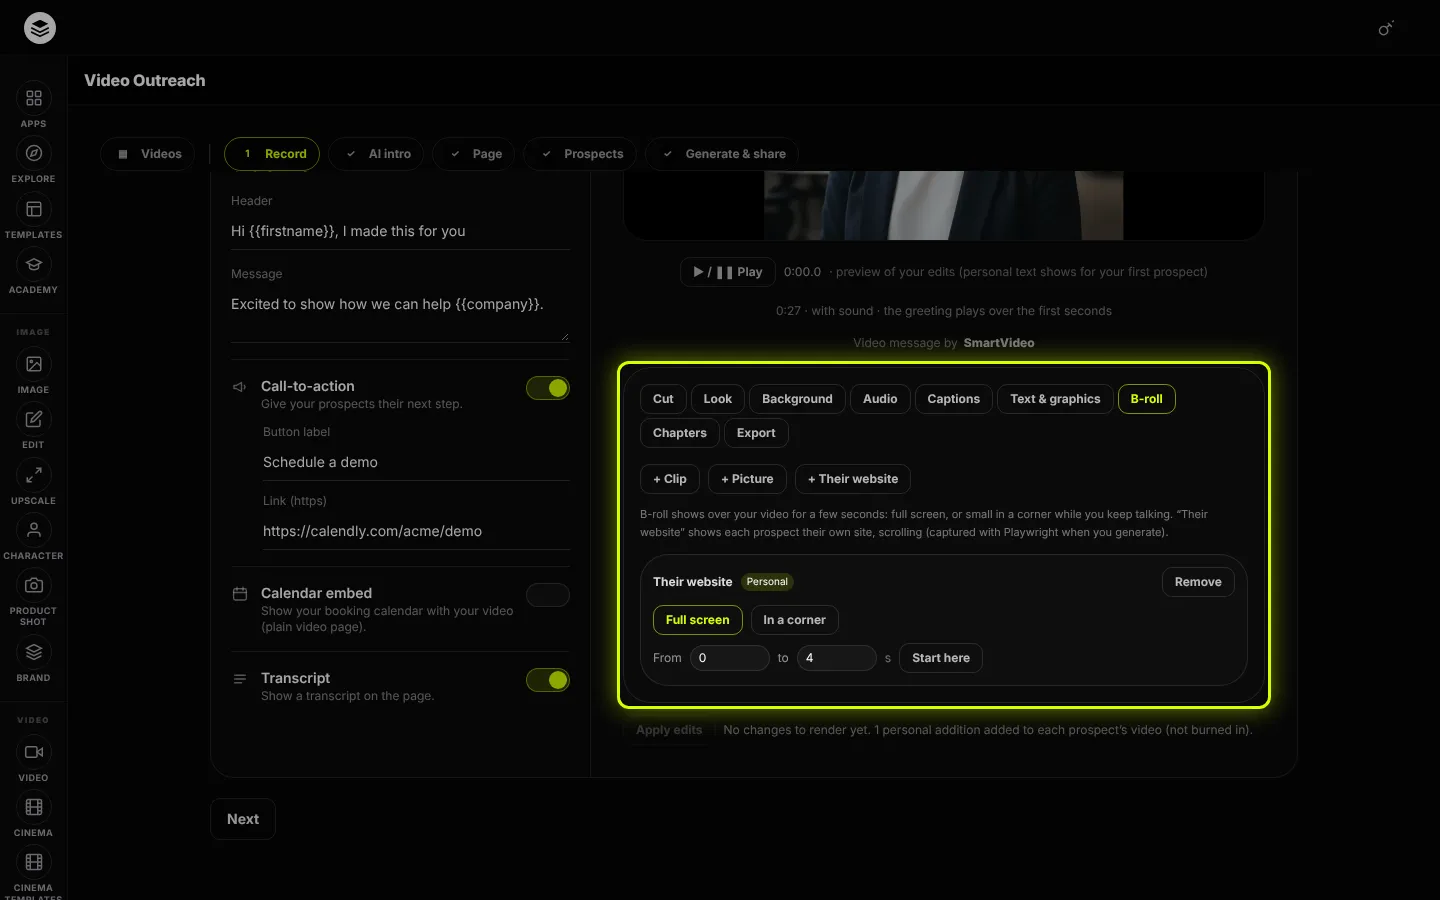 Video Outreach
APPS
EXPLORE
TEMPLATES
ACADEMY
IMAGE
IMAGE
EDIT
UPSCALE
CHARACTER
PRODUCT
SHOT
BRAND
VIDEO
VIDEO
CINEMA
CINEMA
TEMPLATES
Videos
1 Record
AI intro
Page
Prospects
Generate & share
Header
Hi {{firstname}}, I made this for you
Message
Excited to show how we can help {{company}}.
Call-to-action
Give your prospects their next step.
Button label
Schedule a demo
Link (https)
https://calendly.com/acme/demo
Calendar embed
Show your booking calendar with your video
(plain video page).
Transcript
Show a transcript on the page.
▶ / ❚❚ Play 0:00.0 · preview of your edits (personal text shows for your first prospect)
0:27 · with sound · the greeting plays over the first seconds
Video message by SmartVideo
Cut Look Background Audio Captions Text & graphics B-roll
Chapters Export
+ Clip + Picture + Their website
B-roll shows over your video for a few seconds: full screen, or small in a corner while you keep talking. “Their
website” shows each prospect their own site, scrolling (captured with Playwright when you generate).
Their website Personal Remove
Full screen In a corner
From 0 to 4 s Start here
Apply edits No changes to render yet. 1 personal addition added to each prospect’s video (not burned in).
Next